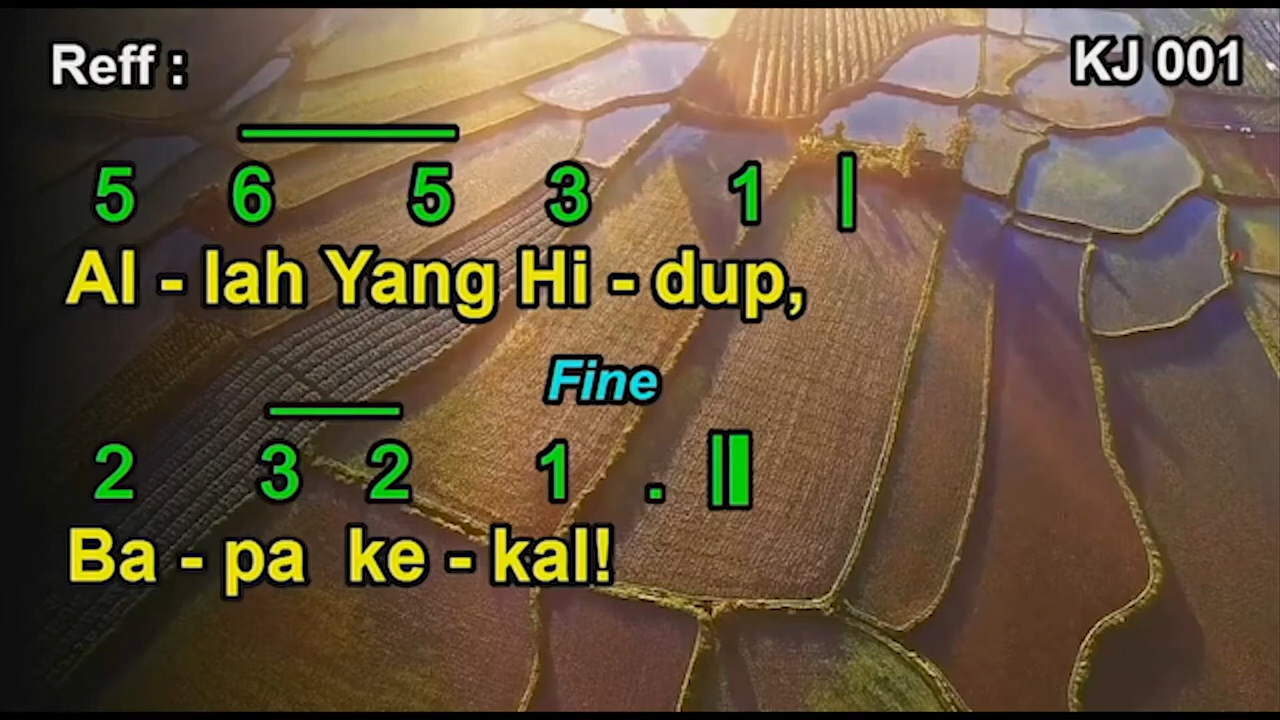 Reff :
KJ 001
5 6 5 3 1 |
Al - lah Yang Hi - dup,
Fine
2 3 2 1 . ||
Ba - pa ke - kal!